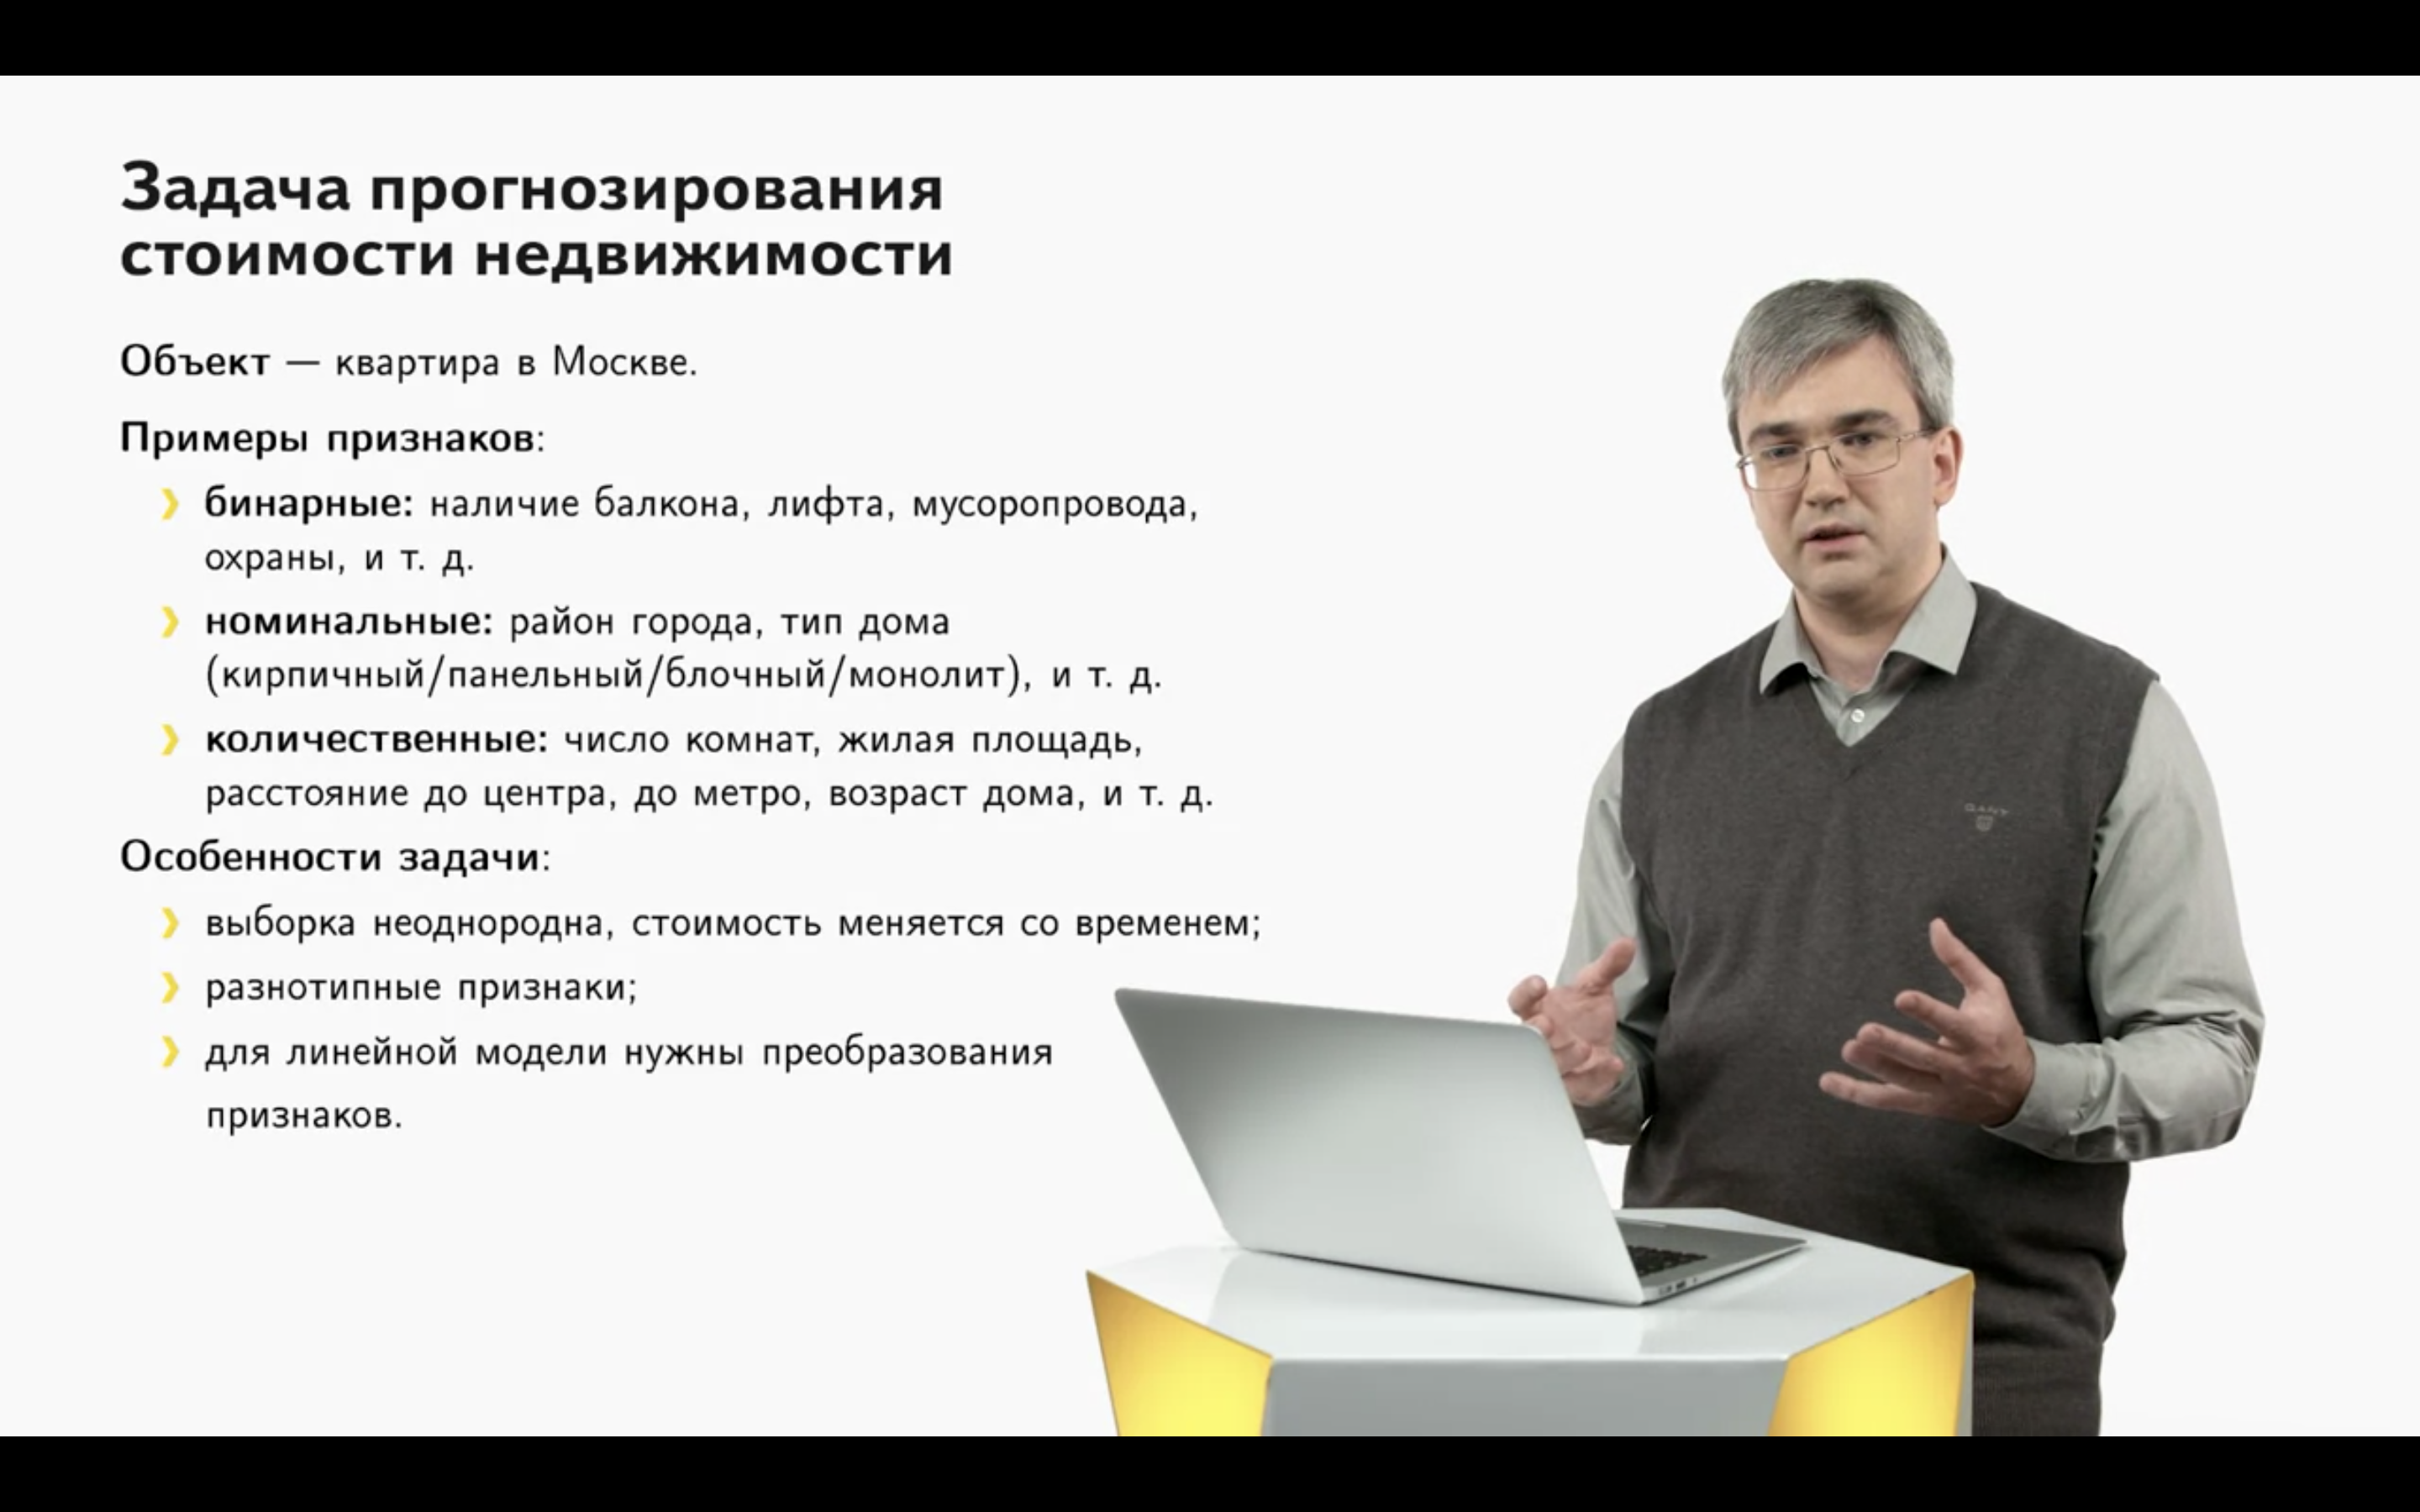 Задача прогнозирования
стоимости недвижимости
Объект — квартира в Москве.
Примеры признаков:
бинарные: наличие балкона, лифта, мусоропровода,
охраны, и т. д.
номинальные: район города, тип дома
(кирпичный/панельный/блочный/монолит), и т. д.
количественные: число комнат, жилая площадь,
расстояние до центра, до метро, возраст дома, и т. д.
Особенности задачи:
выборка неоднородна, стоимость меняется со временем;
разнотипные признаки;
для линейной модели нужны преобразования
признаков.
GANT